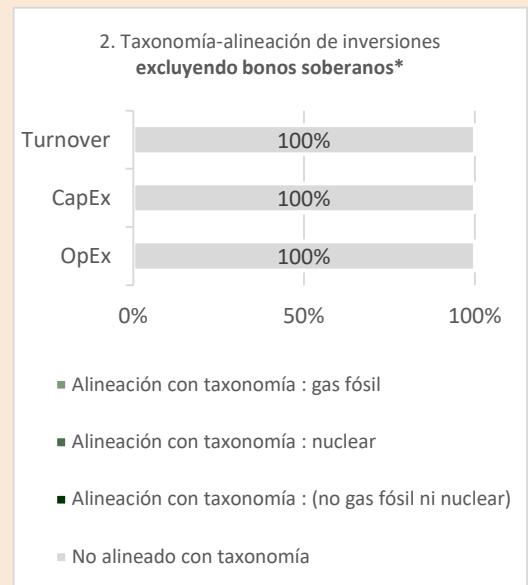 2. Taxonomía-alineación de inversiones
excluyendo bonos soberanos*
Turnover
100%
CapEx
100%
OpEx
100%
0%
50%
100%
Alineación con taxonomía : gas fósil
Alineación con taxonomía : nuclear
Alineación con taxonomía : (no gas fósil ni nuclear)
No alineado con taxonomía